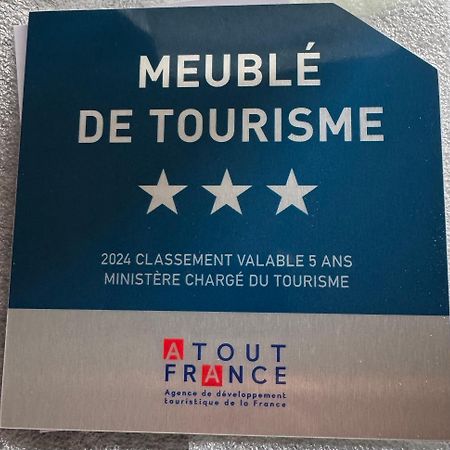 MEUBLÉ
DE TOURISME
2024 CLASSEMENT VALABLE 5 ANS
MINISTÈRE CHARGÉ DU TOURISME
ATOUT
FRANCE
Agence de développement
touristique de la France